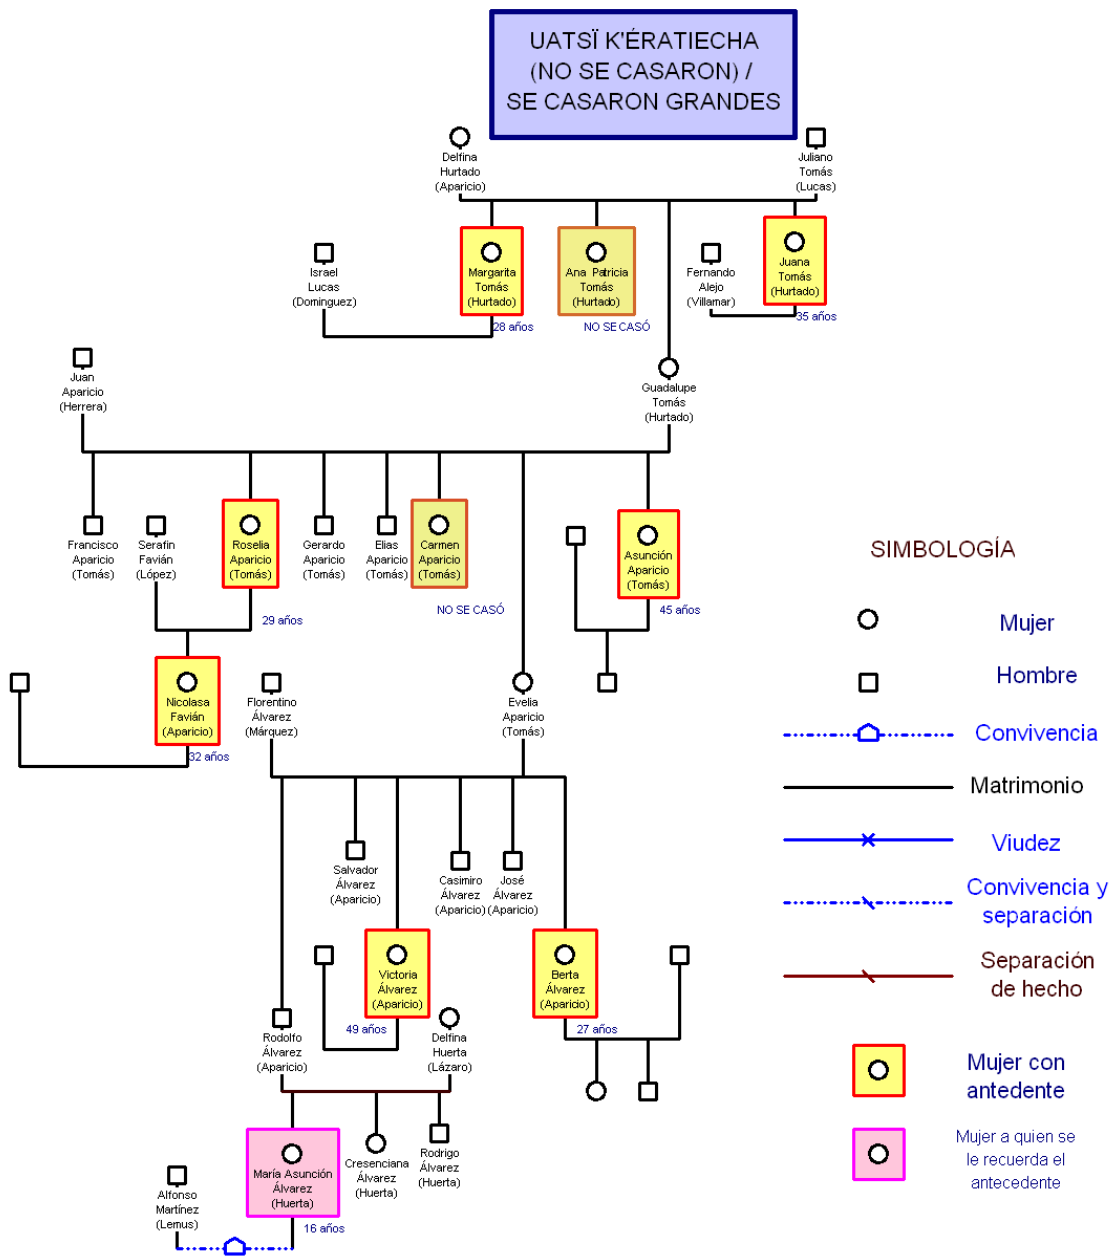 UATSÏ K'ÉRATIECHA
(NO SE CASARON) /
SE CASARON GRANDES
Delfina
Hurtado
(Aparicio)
Juliano
Tomás
(Lucas)
Israel
Lucas
(Dominguez)
Margarita
Tomás
(Hurtado)
28 años
Ana Patricia
Tomás
(Hurtado)
NO SE CASÓ
Fernando
Alejo
(Villamar)
Juana
Tomás
(Hurtado)
35 años
Juan
Aparicio
(Herrera)
Guadalupe
Tomás
(Hurtado)
Francisco
Aparicio
(Tomás)
Serafin
Favián
(López)
Roselia
Aparicio
(Tomás)
29 años
Gerardo
Aparicio
(Tomás)
Elias
Aparicio
(Tomás)
Carmen
Aparicio
(Tomás)
NO SE CASÓ
Asunción
Aparicio
(Tomás)
45 años
Nicolasa
Favián
(Aparicio)
32 años
Florentino
Álvarez
(Márquez)
Evelia
Aparicio
(Tomás)
Salvador
Álvarez
(Aparicio)
Casimiro
Álvarez
(Aparicio)
José
Álvarez
(Aparicio)
Victoria
Álvarez
(Aparicio)
49 años
Berta
Álvarez
(Aparicio)
27 años
Rodolfo
Álvarez
(Aparicio)
Delfina
Huerta
(Lázaro)
María Asunción
Álvarez
(Huerta)
16 años
Cresenciana
Álvarez
(Huerta)
Rodrigo
Álvarez
(Huerta)
Alfonso
Martínez
(Lemus)
SIMBOLOGÍA
Mujer
Hombre
Convivencia
Matrimonio
Viudez
Convivencia y
separación
Separación
de hecho
Mujer con
antedente
Mujer a quien se
le recuerda el
antecedente